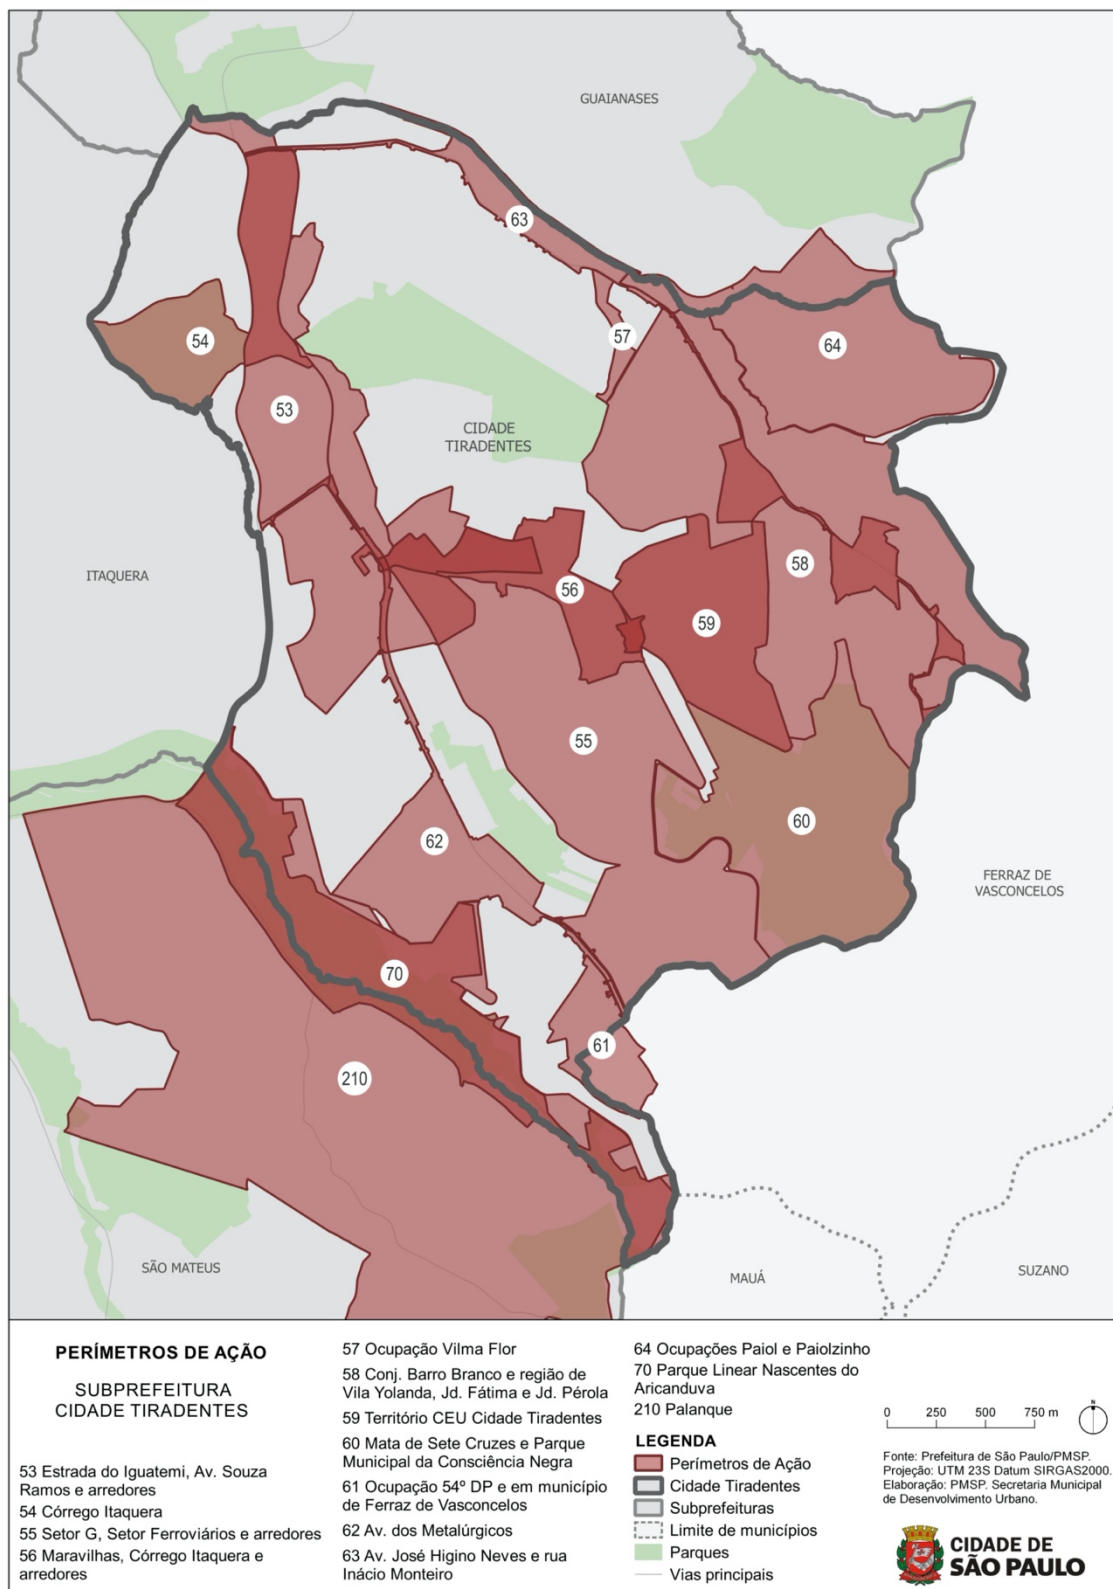 GUAIANASES
63
57
64
54
53
CIDADE
TIRADENTES
ITAQUERA
56
58
59
55
60
62
FERRAZ DE
VASCONCELOS
70
61
210
SÃO MATEUS
MAUÁ
SUZANO
PERÍMETROS DE AÇÃO
SUBPREFEITURA
CIDADE TIRADENTES
53 Estrada do Iguatemi, Av. Souza
Ramos e arredores
54 Córrego Itaquera
55 Setor G, Setor Ferroviários e arredores
56 Maravilhas, Córrego Itaquera e
arredores
57 Ocupação Vilma Flor
58 Conj. Barro Branco e região de
Vila Yolanda, Jd. Fátima e Jd. Pérola
59 Território CEU Cidade Tiradentes
60 Mata de Sete Cruzes e Parque
Municipal da Consciência Negra
61 Ocupação 54º DP e em município
de Ferraz de Vasconcelos
62 Av. dos Metalúrgicos
63 Av. José Higino Neves e rua
Inácio Monteiro
64 Ocupações Paiol e Paiolzinho
70 Parque Linear Nascentes do
Aricanduva
210 Palanque
LEGENDA
Perímetros de Ação
Cidade Tiradentes
Subprefeituras
Limite de municípios
Parques
Vias principais
0 250 500 750 m
N
Fonte: Prefeitura de São Paulo/PMSP.
Projeção: UTM 23S Datum SIRGAS2000.
Elaboração: PMSP. Secretaria Municipal
de Desenvolvimento Urbano.
CIDADE DE
SÃO PAULO